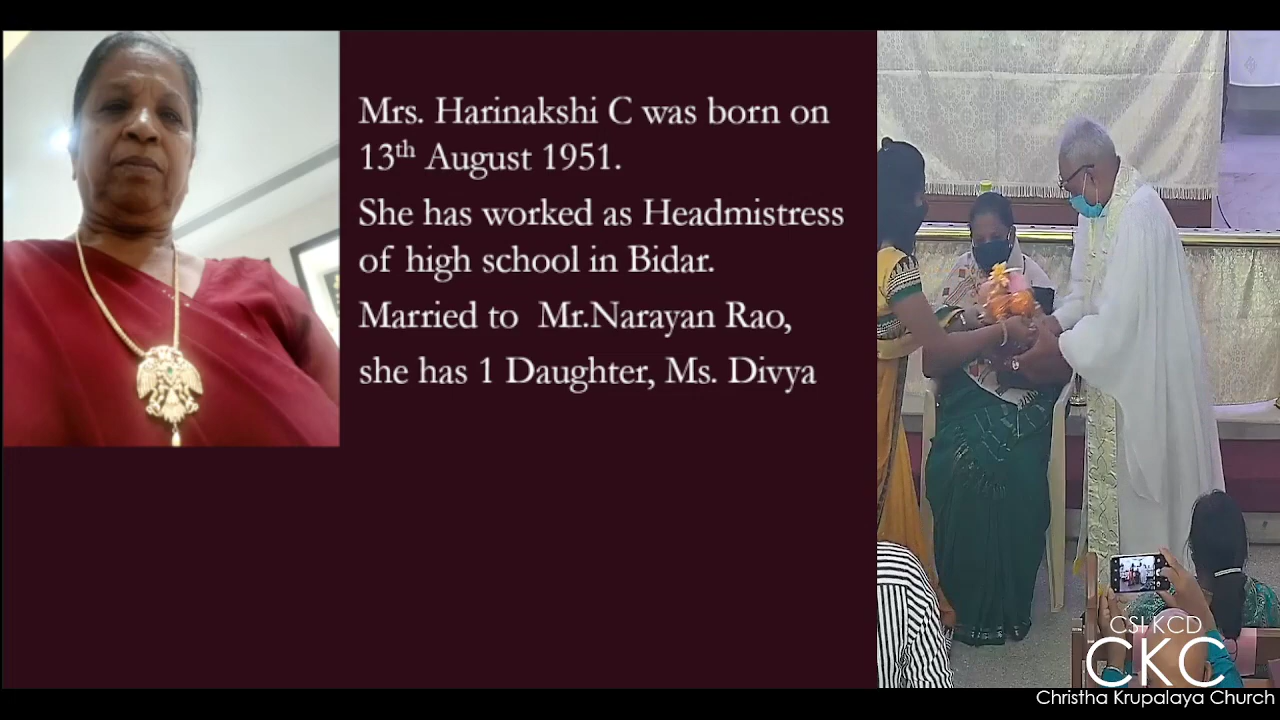 Mrs. Harinakshi C was born on
13th August 1951.
She has worked as Headmistress
of high school in Bidar.
Married to Mr.Narayan Rao,
she has 1 Daughter, Ms. Divya
CSI KCD
CKC
Christha Krupalaya Church